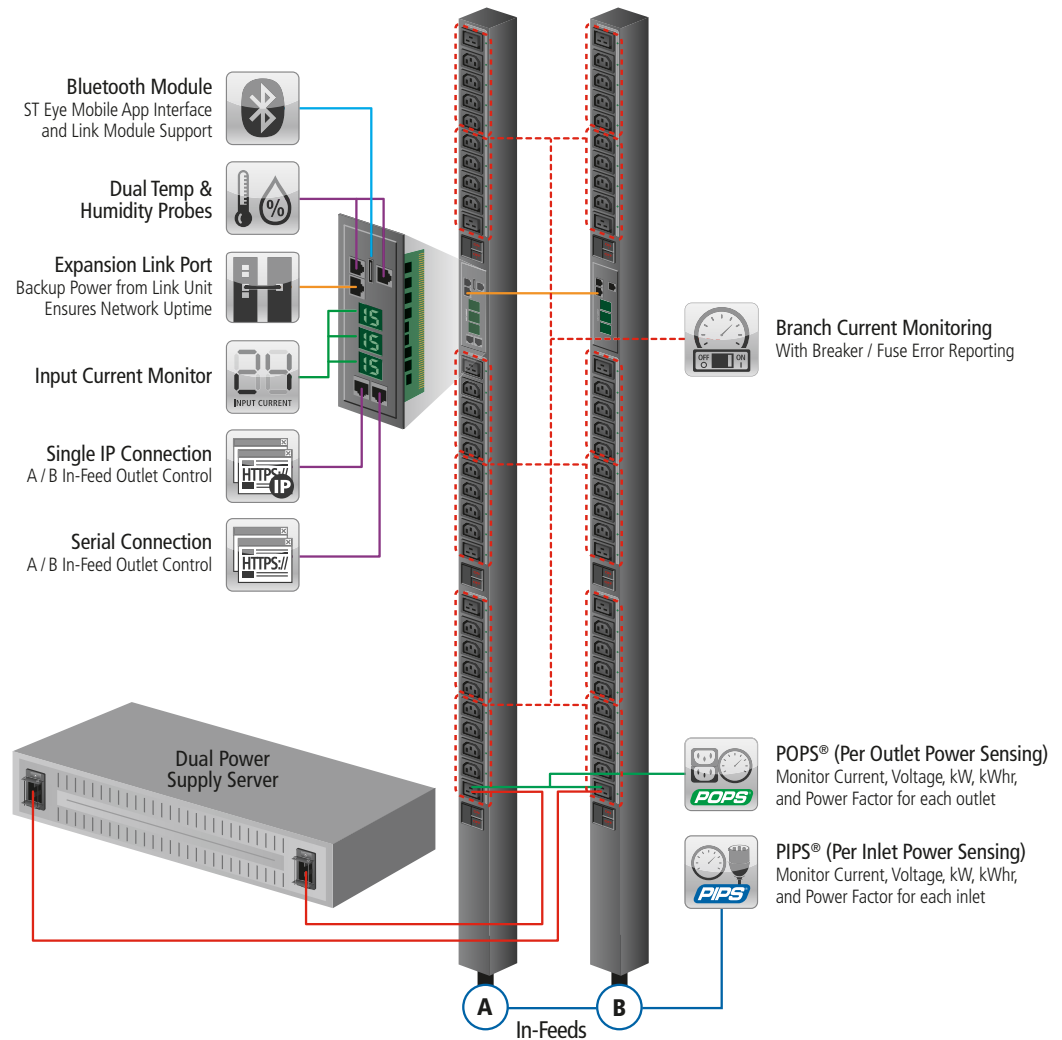 Bluetooth Module
ST Eye Mobile App Interface
and Link Module Support
Dual Temp &
Humidity Probes
%
Expansion Link Port
Backup Power from Link Unit
Ensures Network Uptime
Input Current Monitor
24
INPUT CURRENT
15
15
15
Single IP Connection
A / B In-Feed Outlet Control
HTTPS://
IP
Serial Connection
A / B In-Feed Outlet Control
HTTPS://
Branch Current Monitoring
With Breaker / Fuse Error Reporting
OFF ON
O I
Dual Power
Supply Server
POPS® (Per Outlet Power Sensing)
Monitor Current, Voltage, kW, kWhr,
and Power Factor for each outlet
POPS
PIPS® (Per Inlet Power Sensing)
Monitor Current, Voltage, kW, kWhr,
and Power Factor for each inlet
PIPS
A
B
In-Feeds